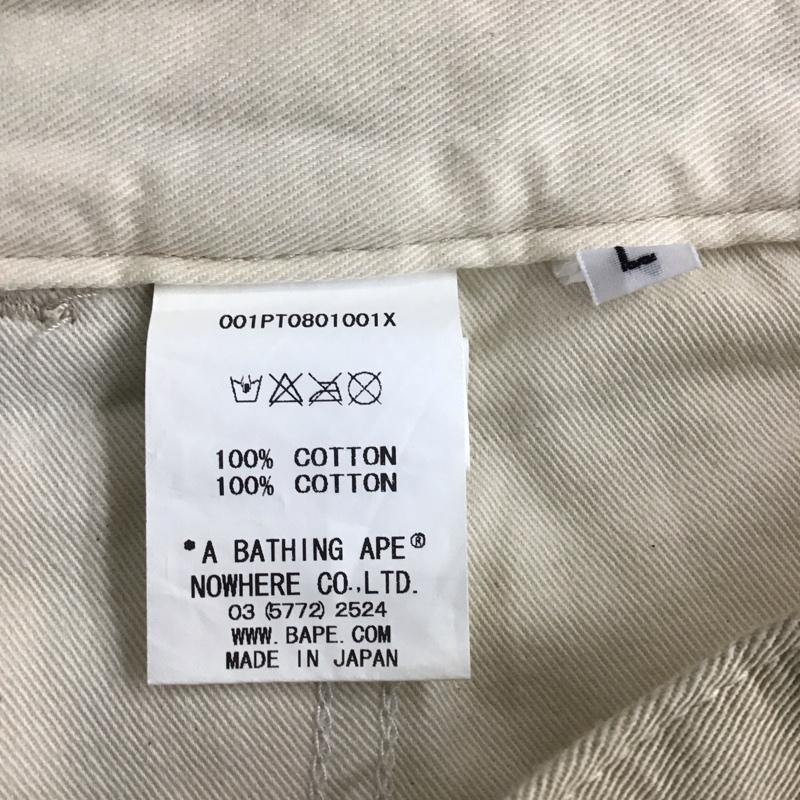 001PT0801001X
100% COTTON
100% COTTON
*A BATHING APE®
NOWHERE CO.,LTD.
03 (5772) 2524
WWW. BAPE. COM
MADE IN JAPAN
L